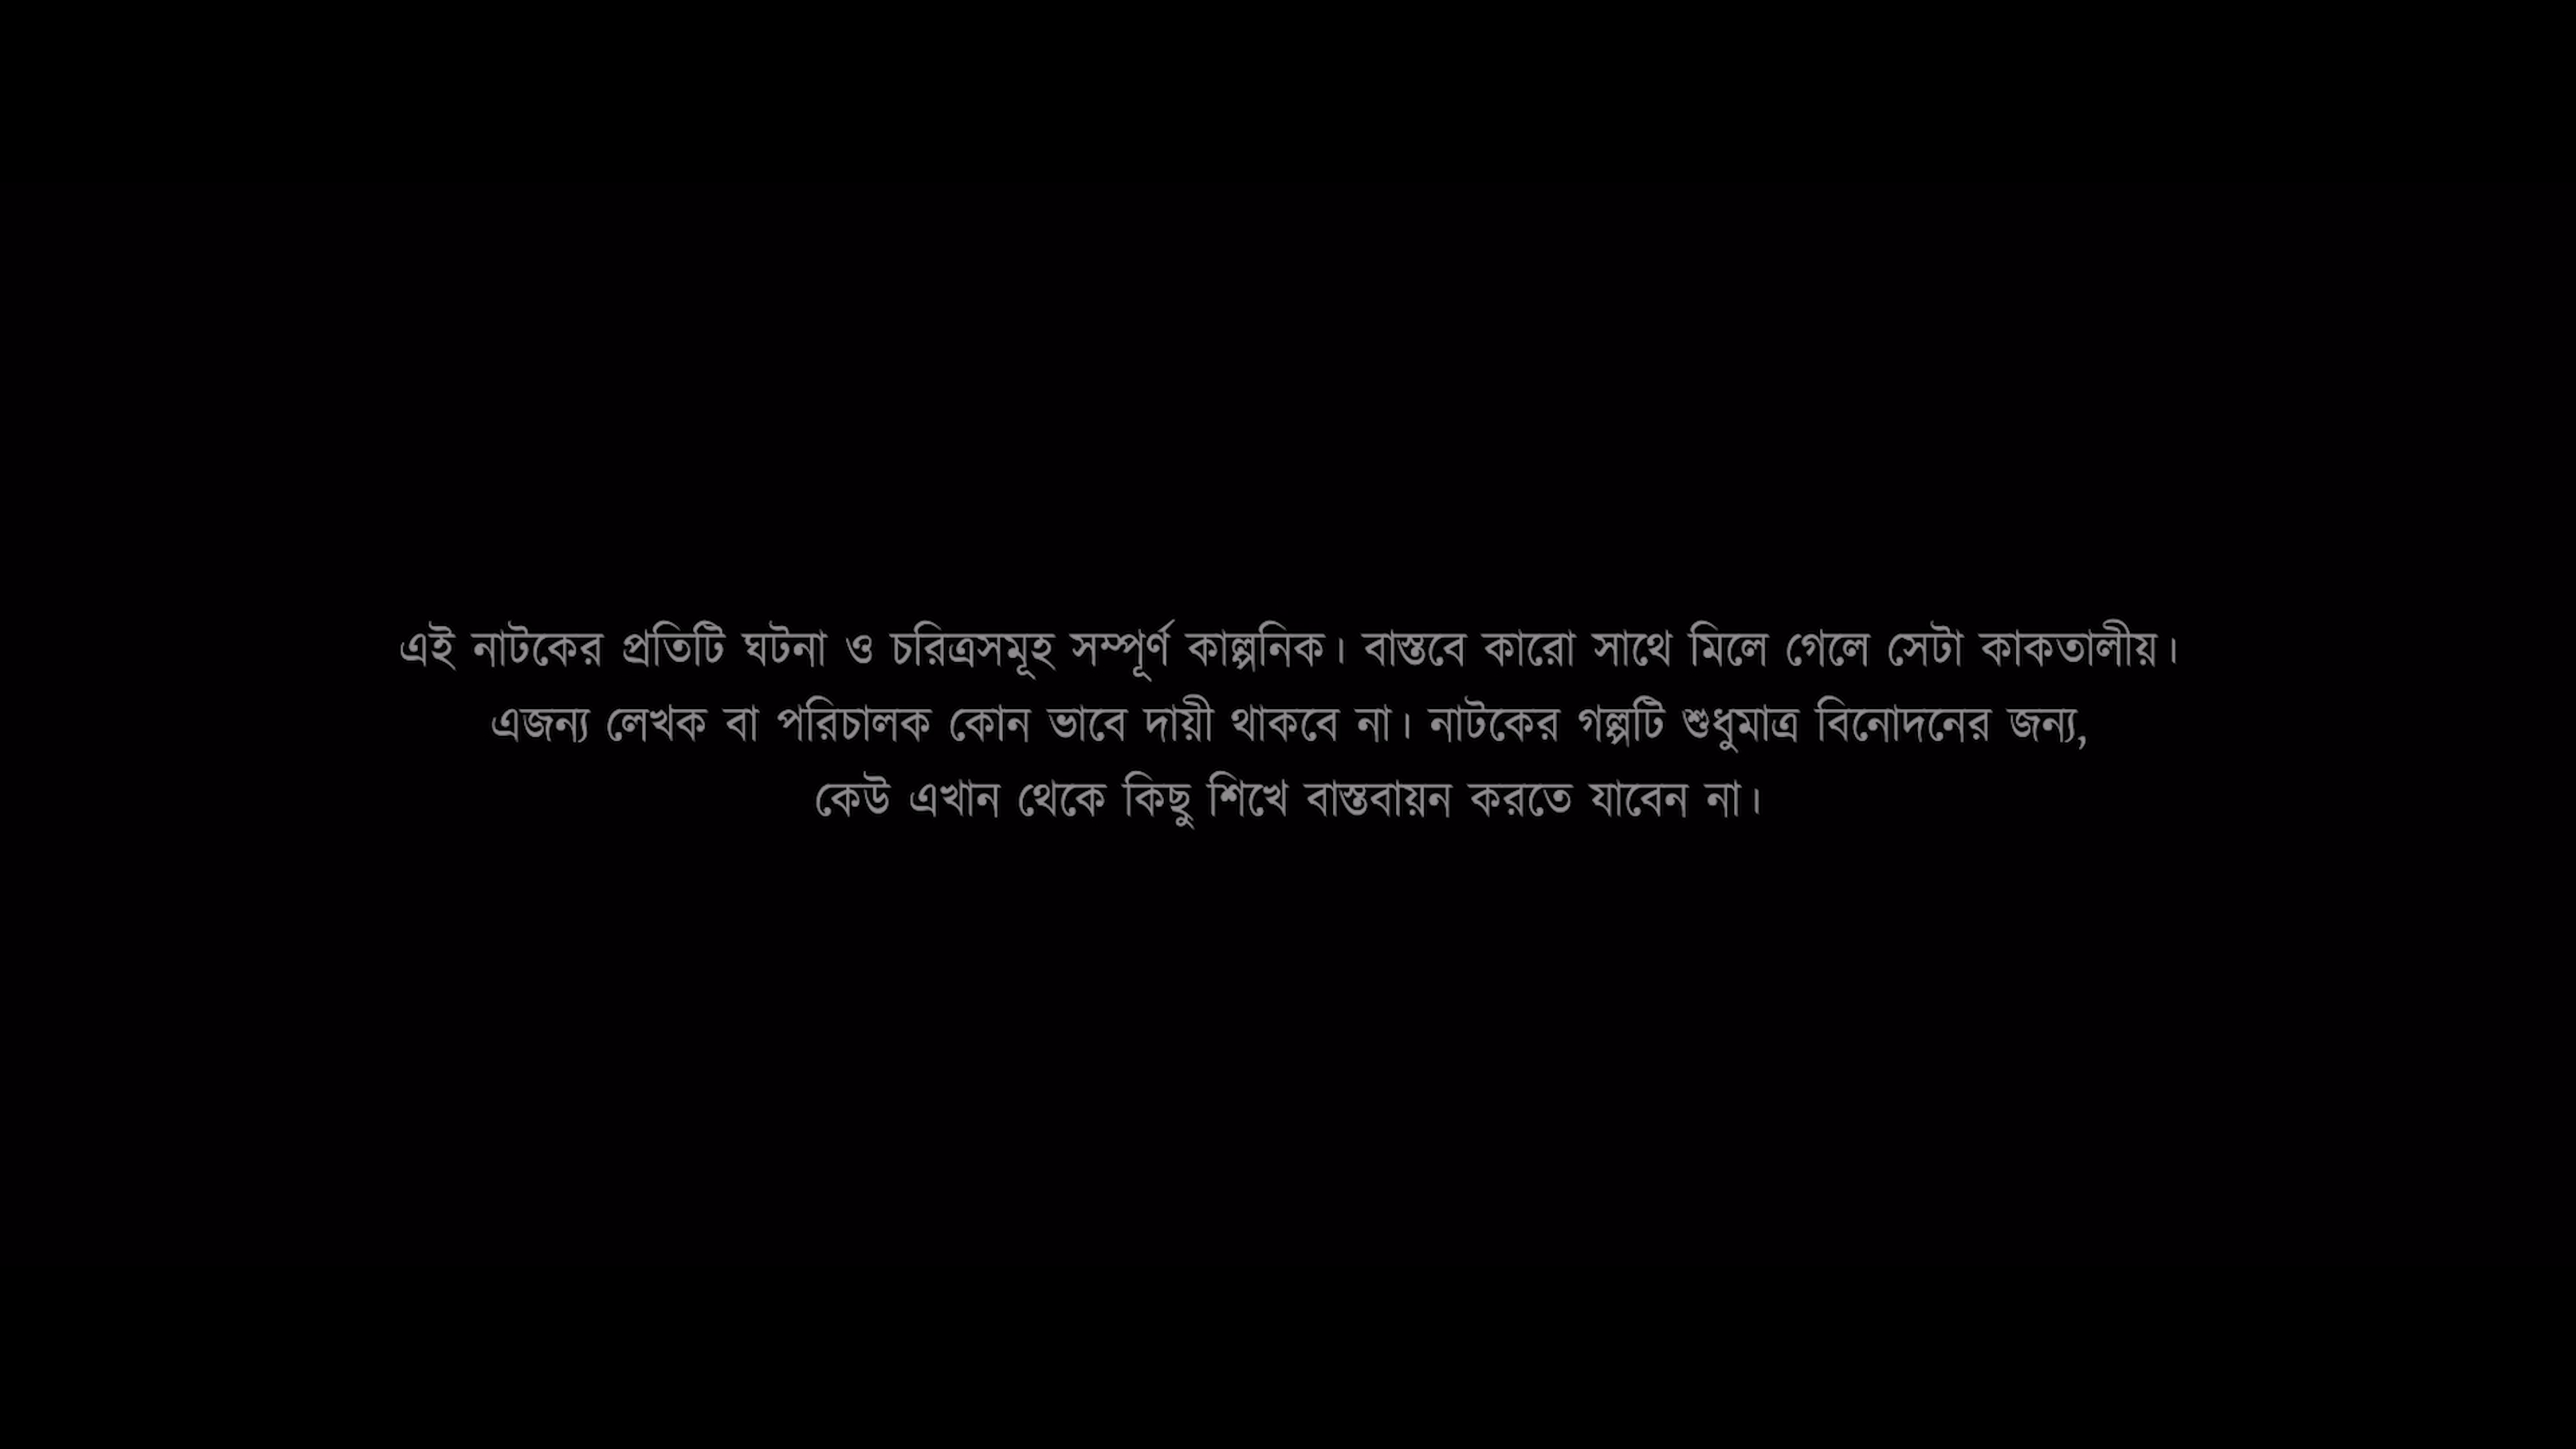 এই নাটকের প্রতিটি ঘটনা ও চরিত্রসমূহ সম্পূর্ণ কাল্পনিক। বাস্তবে কারো সাথে মিলে গেলে সেটা কাকতালীয়।
এজন্য লেখক বা পরিচালক কোন ভাবে দায়ী থাকবে না। নাটকের গল্পটি শুধুমাত্র বিনোদনের জন্য,
কেউ এখান থেকে কিছু শিখে বাস্তবায়ন করতে যাবেন না।